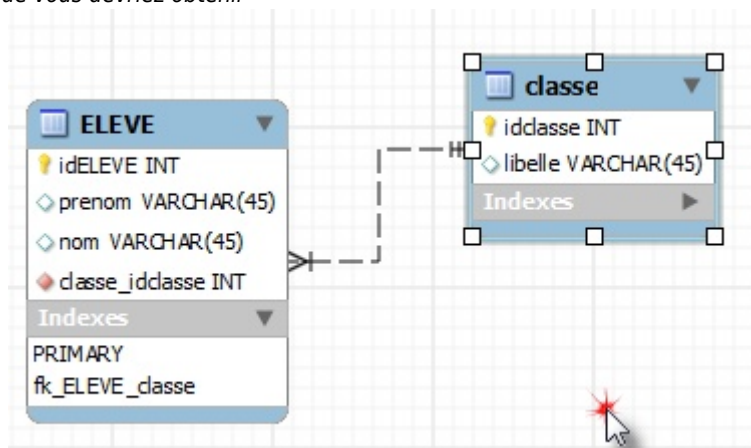 que vous devriez obtenir
ELEVE
idELEVE INT
prenom VARCHAR(45)
nom VARCHAR(45)
classe_idclasse INT
Indexes
PRIMARY
fk_ELEVE_classe
classe
idclasse INT
libelle VARCHAR(45)
Indexes